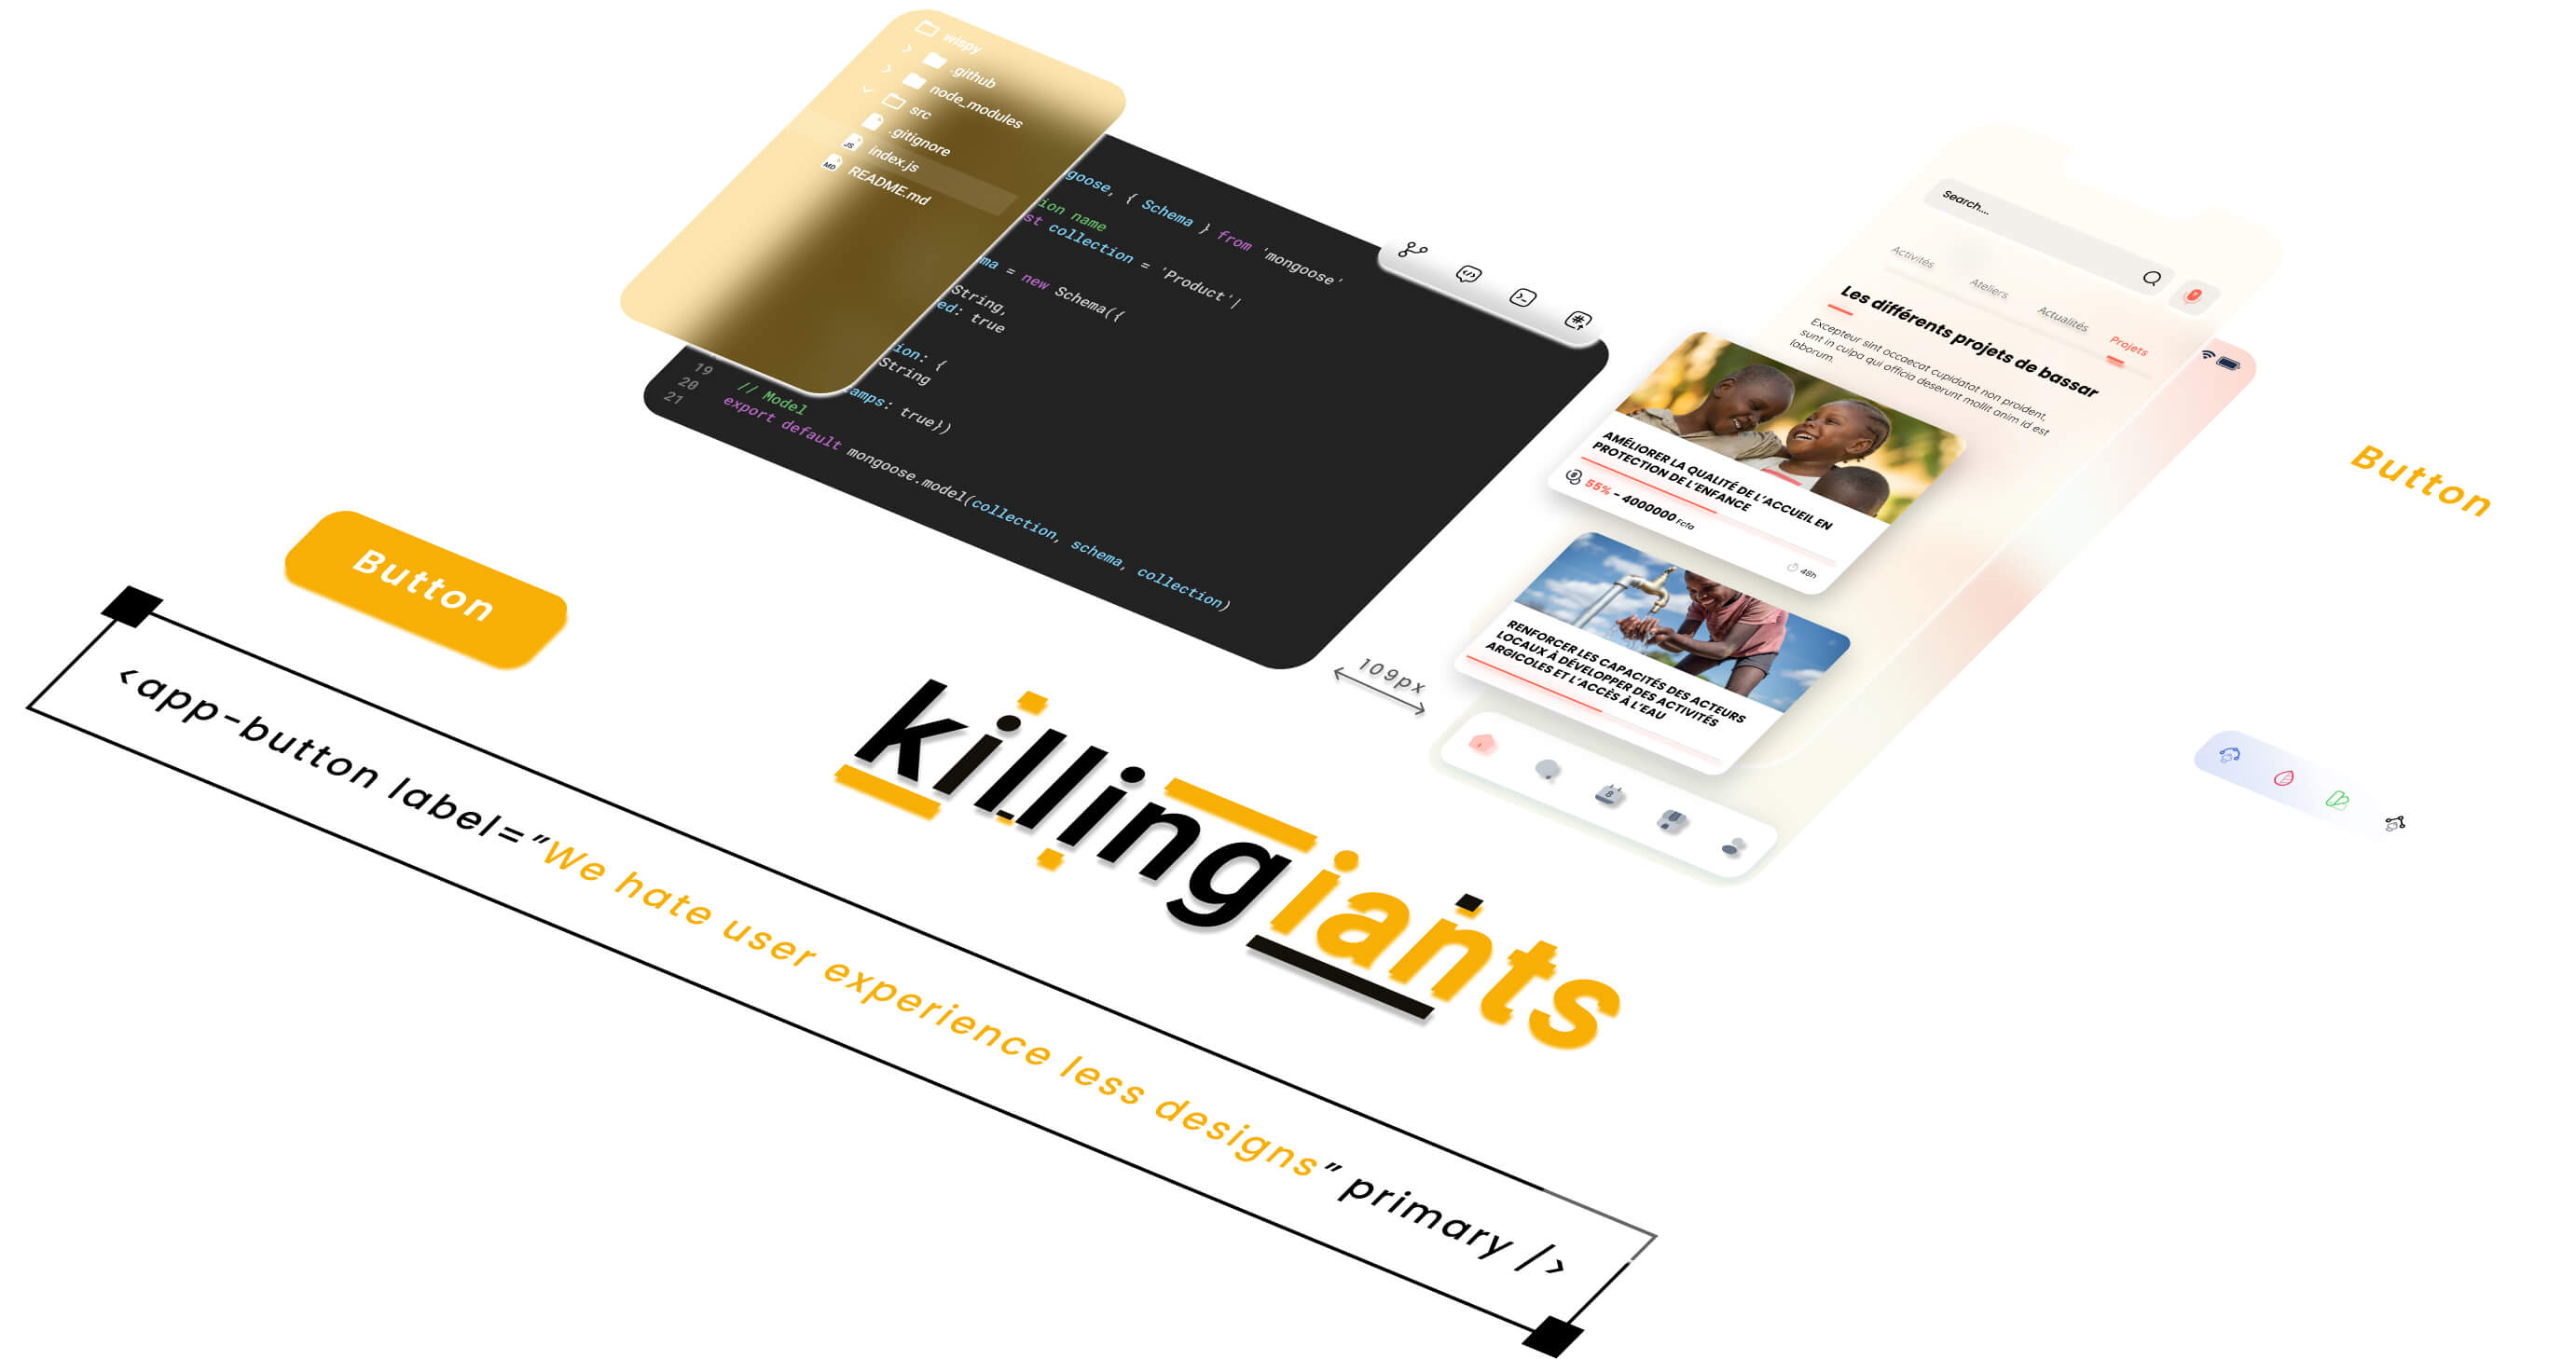 wispy
.github
node_modules
src
.gitignore
index.js
README.md
goose, { Schema } from 'mongoose'
ion name
st collection = 'Product'|
ma = new Schema({
String,
ed: true
ion: {
String
amps: true})
19
20 // Model
21 export default mongoose.model(collection, schema, collection)
Search...
Activités
Ateliers
Actualités
Projets
Les différents projets de bassar
Excepteur sint occaecat cupidatat non proident,
sunt in culpa qui officia deserunt mollit anim id est
laborum.
AMÉLIORER LA QUALITÉ DE L'ACCUEIL EN
PROTECTION DE L'ENFANCE
55% - 4000000 Fcfa
48h
RENFORCER LES CAPACITÉS DES ACTEURS
LOCAUX À DÉVELOPPER DES ACTIVITÉS
ARGICOLES ET L'ACCÈS À L'EAU
8
Button
Button
109px
killingiants
<app-button label="We hate user experience less designs" primary />